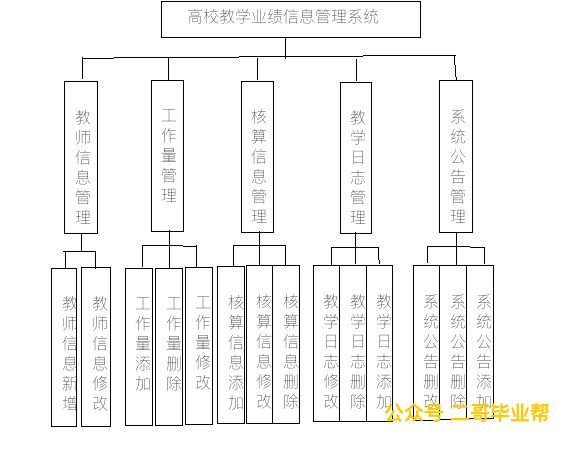 高校教学业绩信息管理系统
教师信息管理
工作量管理
核算信息管理
教学日志管理
系统公告管理
教师信息新增
教师信息修改
工作量添加
工作量删除
工作量修改
核算信息添加
核算信息修改
核算信息删除
教学日志修改
教学日志删除
教学日志添加
系统公告删改
系统公告删除
系统公告添加
公众号 二哥毕业帮